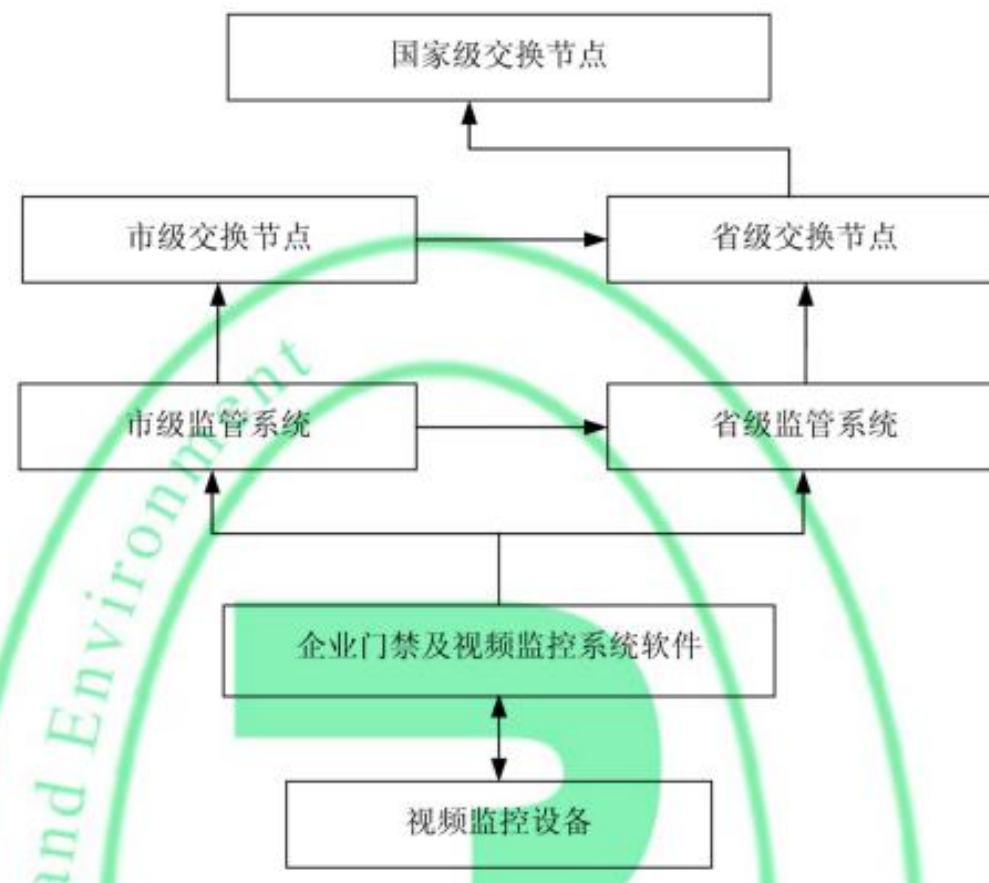 国家级交换节点
市级交换节点
省级交换节点
市级监管系统
省级监管系统
企业门禁及视频监控系统软件
视频监控设备
and Environment